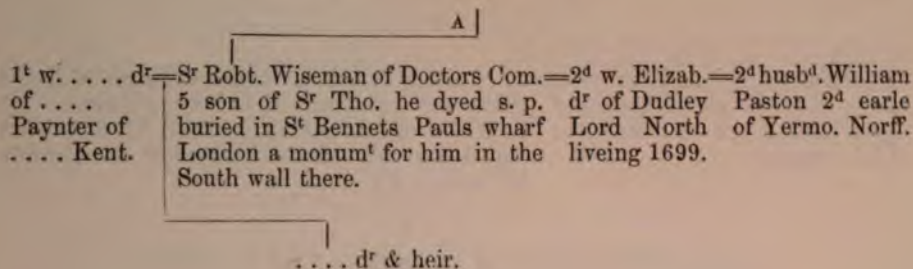 A
1ᵗ w. . . . . dʳ=Sʳ Robt. Wiseman of Doctors Com.=2ᵈ w. Elizab.=2ᵈ husbᵈ. William
of . . . . 5 son of Sʳ Tho. he dyed s. p. dʳ of Dudley Paston 2ᵈ earle
Paynter of buried in Sᵗ Bennets Pauls wharf Lord North of Yermo. Norff.
. . . . Kent. London a monumᵗ for him in the liveing 1699.
South wall there.
. . . . dʳ & heir.